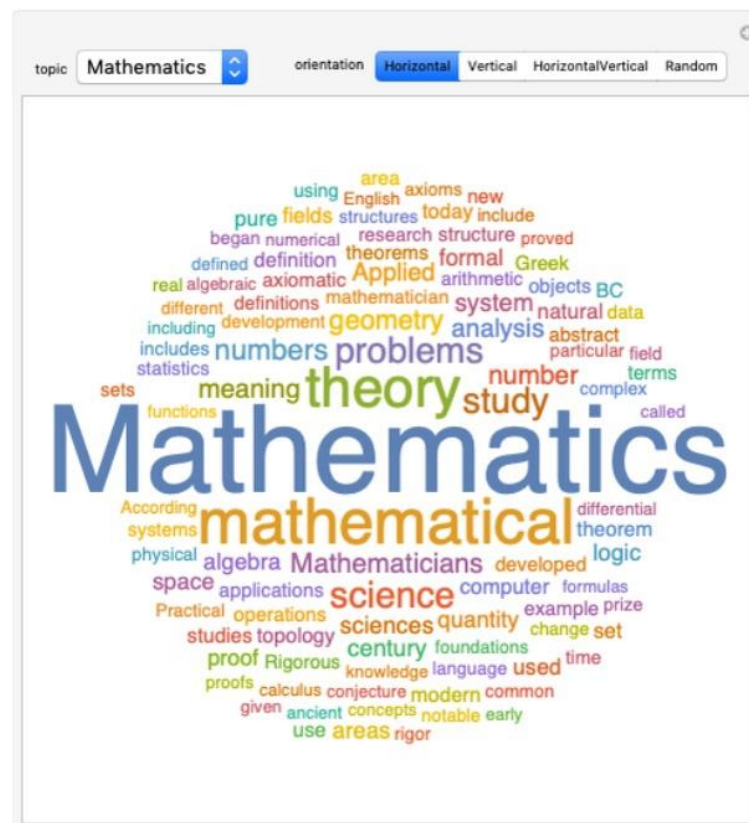 topic Mathematics orientation Horizontal Vertical HorizontalVertical Random
area
using English axioms new
pure fields structures today include
began numerical research structure proved
defined definition theorems formal Greek
real algebraic axiomatic Applied arithmetic objects BC
different definitions mathematician system natural data
including development geometry analysis abstract
includes numbers problems particular field
statistics number terms
sets meaning theory study complex
functions called
Mathematics
According mathematical differential
systems theorem
physical algebra Mathematicians developed logic
space applications science computer formulas
Practical operations example prize
studies topology sciences quantity change set
proof Rigorous century foundations
knowledge language used time
proofs calculus conjecture modern common
given ancient concepts notable early
use areas rigor